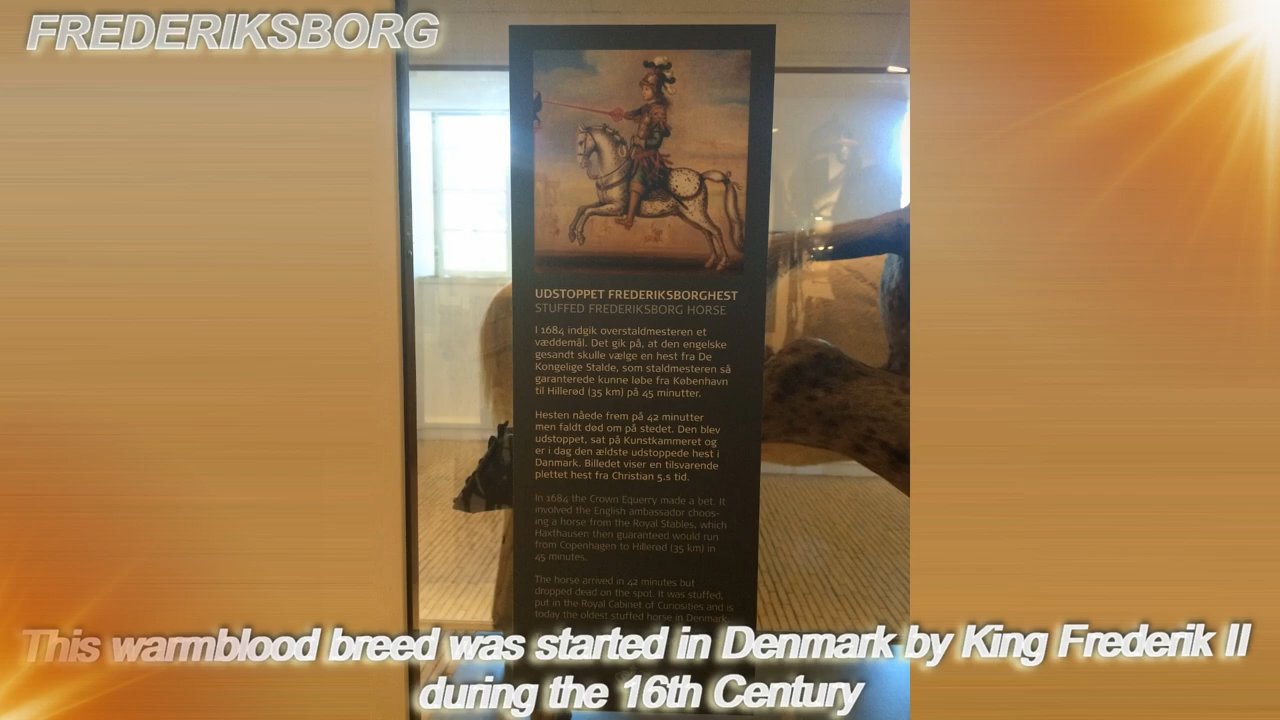 FREDERIKSBORG
UDSTOPPET FREDERIKSBORGHEST
STUFFED FREDERIKSBORG HORSE
I 1684 indgik overstaldmesteren et
væddemål. Det gik på, at den engelske
gesandt skulle vælge en hest fra De
Kongelige Stalde, som staldmesteren så
garanterede kunne løbe fra København
til Hillerød (35 km) på 45 minutter.
Hesten nåede frem på 42 minutter
men faldt død om på stedet. Den blev
udstoppet, sat på Kunstkammeret og
er i dag den ældste udstoppede hest i
Danmark. Billedet viser en tilsvarende
plettet hest fra Christian 5.s tid.
In 1684 the Crown Equerry made a bet. It
involved the English ambassador choos-
ing a horse from the Royal Stables, which
Haxthausen then guaranteed would run
from Copenhagen to Hillerød (35 km) in
45 minutes.
The horse arrived in 42 minutes but
dropped dead on the spot. It was stuffed,
put in the Royal Cabinet of Curiosities and is
today the oldest stuffed horse in Denmark.
This warmblood breed was started in Denmark by King Frederik II
during the 16th Century